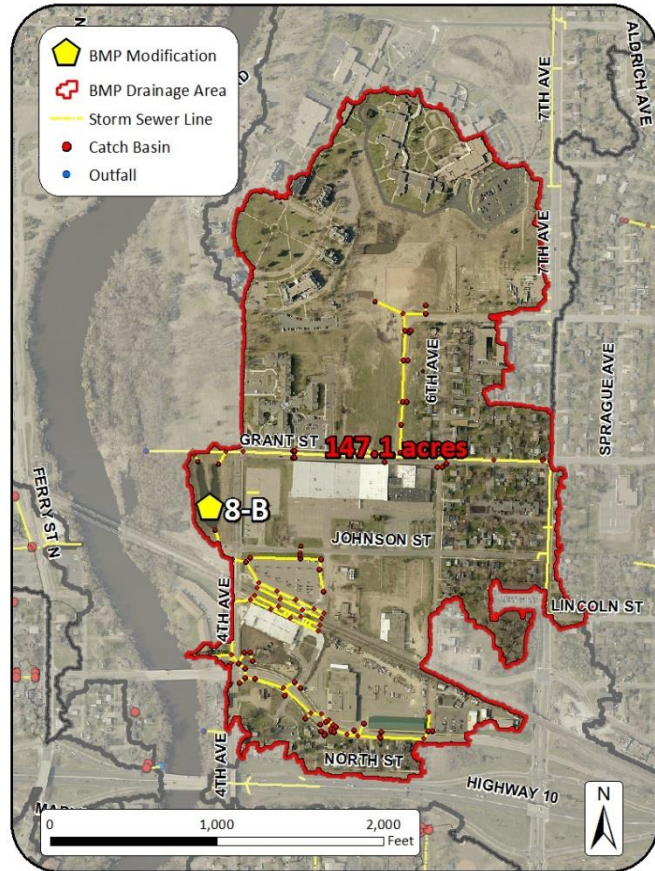 BMP Modification
BMP Drainage Area
Storm Sewer Line
Catch Basin
Outfall
7TH AVE
ALDRICH AVE
7TH AVE
6TH AVE
SPRAGUE AVE
GRANT ST
147.1 acres
FERRY ST N
8-B
JOHNSON ST
4TH AVE
LINCOLN ST
NORTH ST
4TH AVE
HIGHWAY 10
N
0 1,000 2,000
Feet